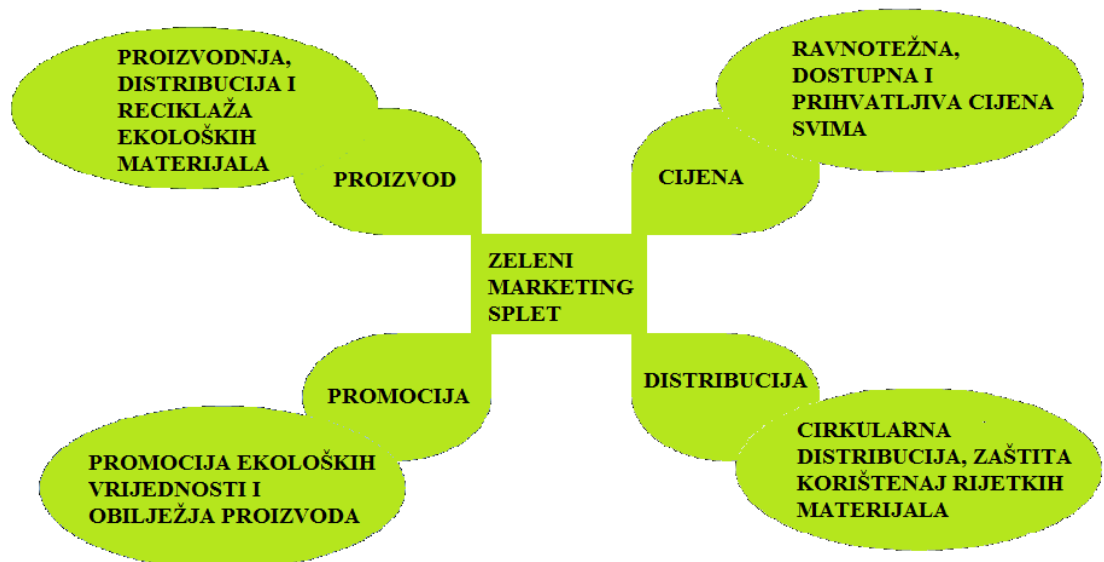 PROIZVODNJA,
DISTRIBUCIJA I
RECIKLAŽA
EKOLOŠKIH
MATERIJALA
PROIZVOD
RAVNOTEŽNA,
DOSTUPNA I
PRIHVATLJIVA CIJENA
SVIMA
CIJENA
ZELENI
MARKETING
SPLET
PROMOCIJA
PROMOCIJA EKOLOŠKIH
VRIJEDNOSTI I
OBILJEŽJA PROIZVODA
DISTRIBUCIJA
CIRKULARNA
DISTRIBUCIJA, ZAŠTITA
KORIŠTENAJ RIJETKIH
MATERIJALA